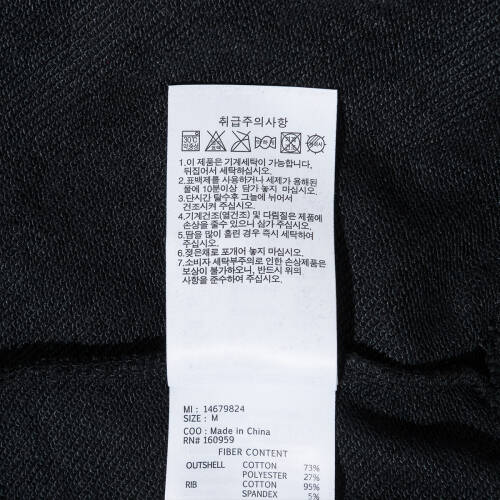 취급주의사항
30℃
약중성
1.이 제품은 기계세탁이 가능합니다,
뒤집어서 세탁하십시오.
2.표백제를 사용하거나 세제가 용해된
물에 10분이상 담가 놓지 마십시오.
3.단시간 탈수후 그늘에 뉘어서
건조시켜 주십시오.
4.기계건조(열건조) 및 다림질은 제품에
손상을 줄수 있으니 삼가 주십시오.
5.땀을 많이 흘린 경우 즉시 세탁하여
주십시오.
6.젖은채로 포개어 놓지 마십시오.
7.소비자 세탁부주의로 인한 손상제품은
보상이 불가하오니, 반드시 위의
사항을 준수하여 주십시오.
MI : 14679824
SIZE : M
COO : Made in China
RN# 160959
FIBER CONTENT
OUTSHELL COTTON 73%
POLYESTER 27%
RIB COTTON 95%
SPANDEX 5%